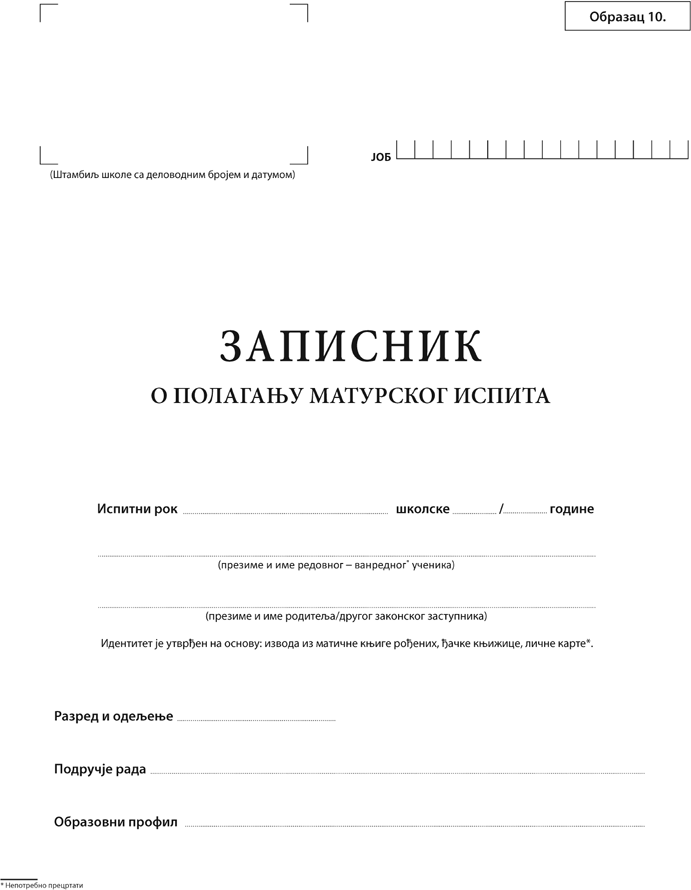 Образац 10.
ЈОБ
(Штамбиљ школе са деловодним бројем и датумом)
ЗАПИСНИК
О ПОЛАГАЊУ МАТУРСКОГ ИСПИТА
Испитни рок школске / године
(презиме и име редовног – ванредног* ученика)
(презиме и име родитеља/другог законског заступника)
Идентитет је утврђен на основу: извода из матичне књиге рођених, ђачке књижице, личне карте*.
Разред и одељење
Подручје рада
Образовни профил
* Непотребно прецртати